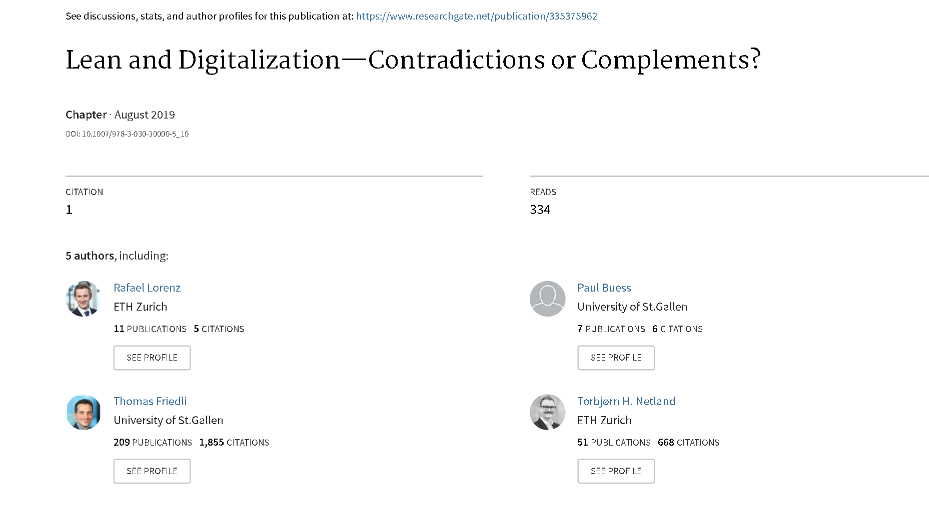 See discussions, stats, and author profiles for this publication at: https://www.researchgate.net/publication/335375962
Lean and Digitalization—Contradictions or Complements?
Chapter · August 2019
DOI: 10.1007/978-3-030-30000-5_10
CITATION
1
READS
334
5 authors, including:
Rafael Lorenz
ETH Zurich
11 PUBLICATIONS 5 CITATIONS
SEE PROFILE
Paul Buess
University of St.Gallen
7 PUBLICATIONS 6 CITATIONS
SEE PROFILE
Thomas Friedli
University of St.Gallen
209 PUBLICATIONS 1,855 CITATIONS
SEE PROFILE
Torbjørn H. Netland
ETH Zurich
51 PUBLICATIONS 668 CITATIONS
SEE PROFILE